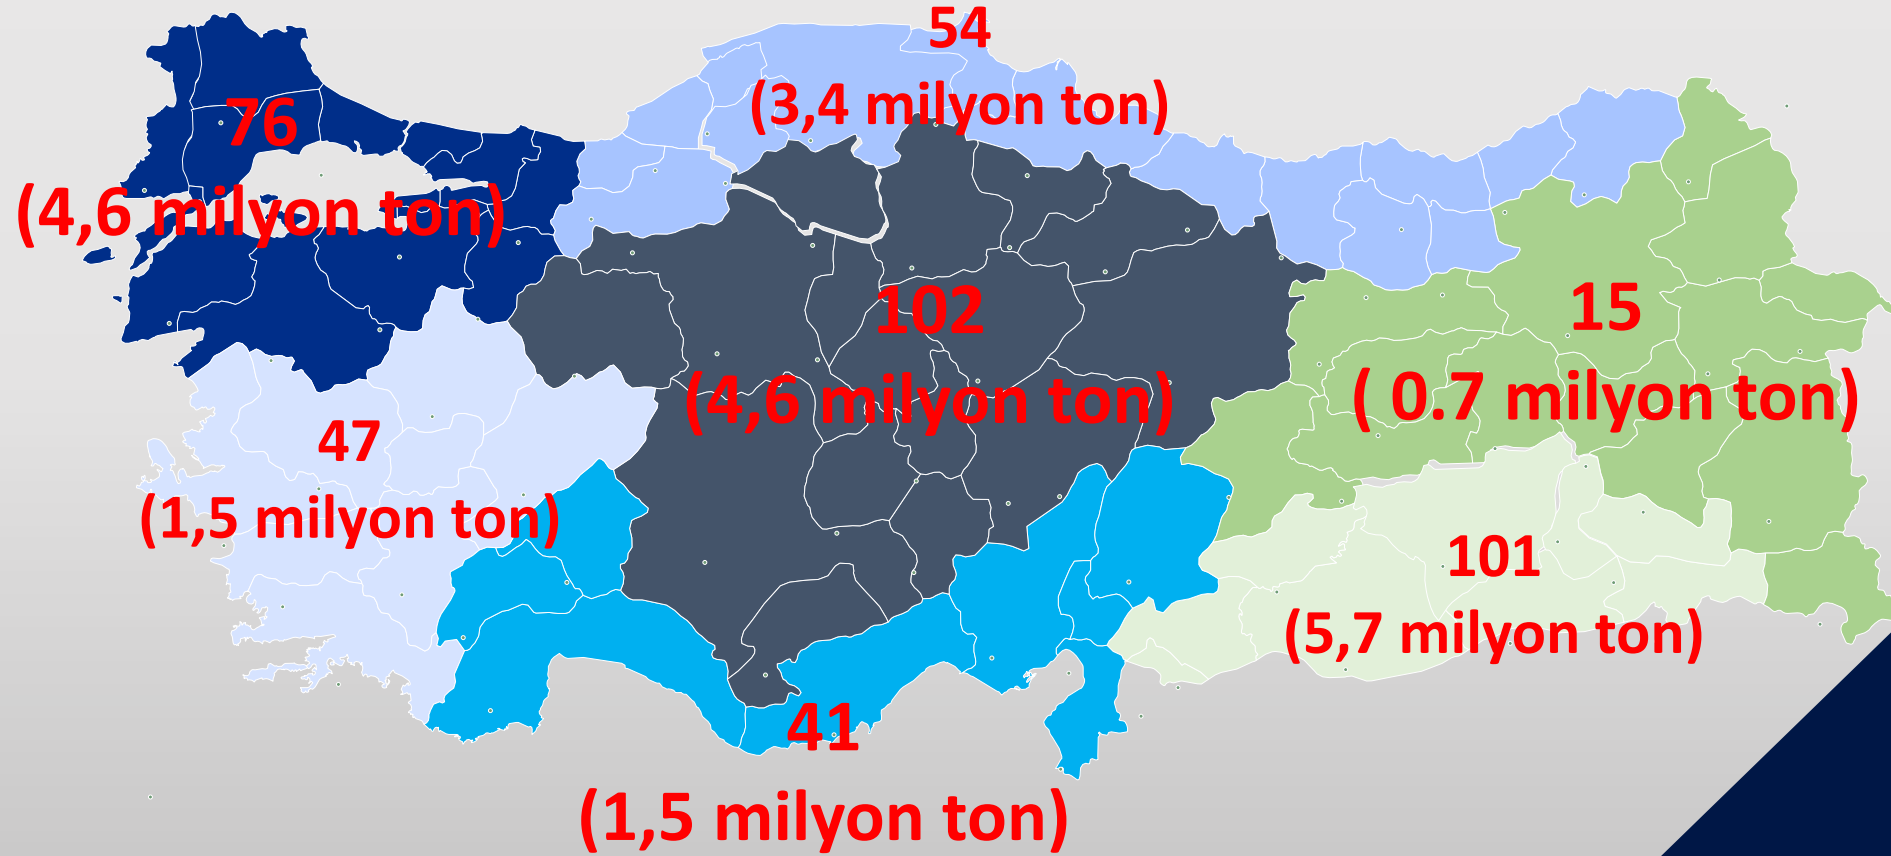 54
(3,4 milyon ton)
76
(4,6 milyon ton)
102
(4,6 milyon ton)
15
( 0.7 milyon ton)
47
(1,5 milyon ton)
101
(5,7 milyon ton)
41
(1,5 milyon ton)